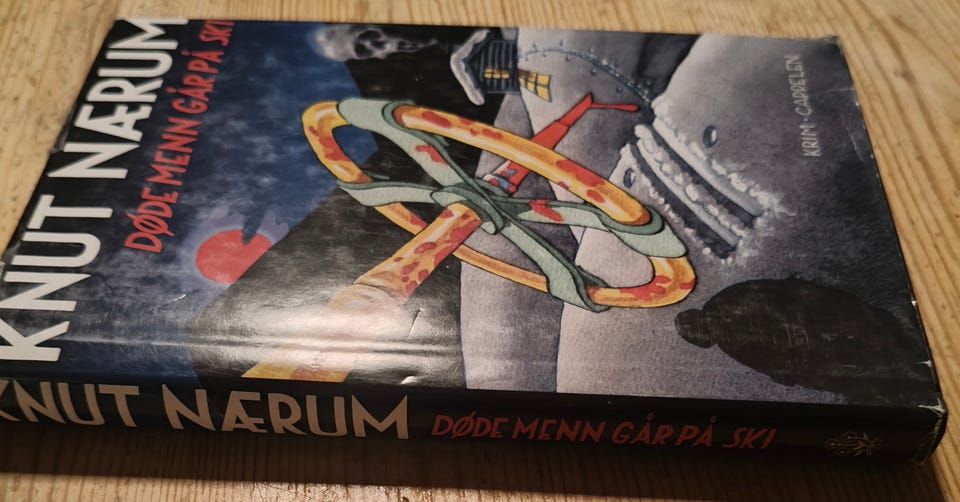 KNUT NÆRUM
DØDE MENN GÅR PÅ SKI
KRIM-CAPPELEN
KNUT NÆRUM DØDE MENN GÅR PÅ SKI